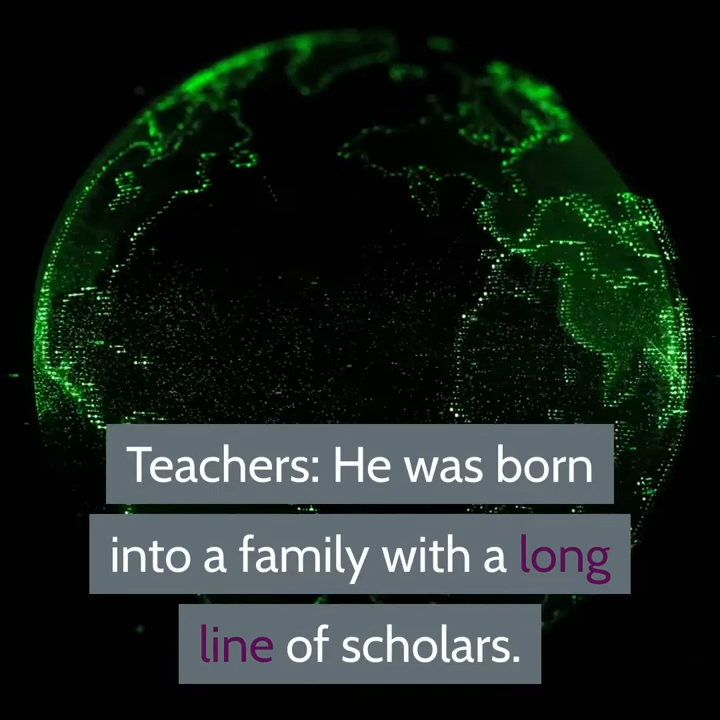 Teachers: He was born
into a family with a long
line of scholars.